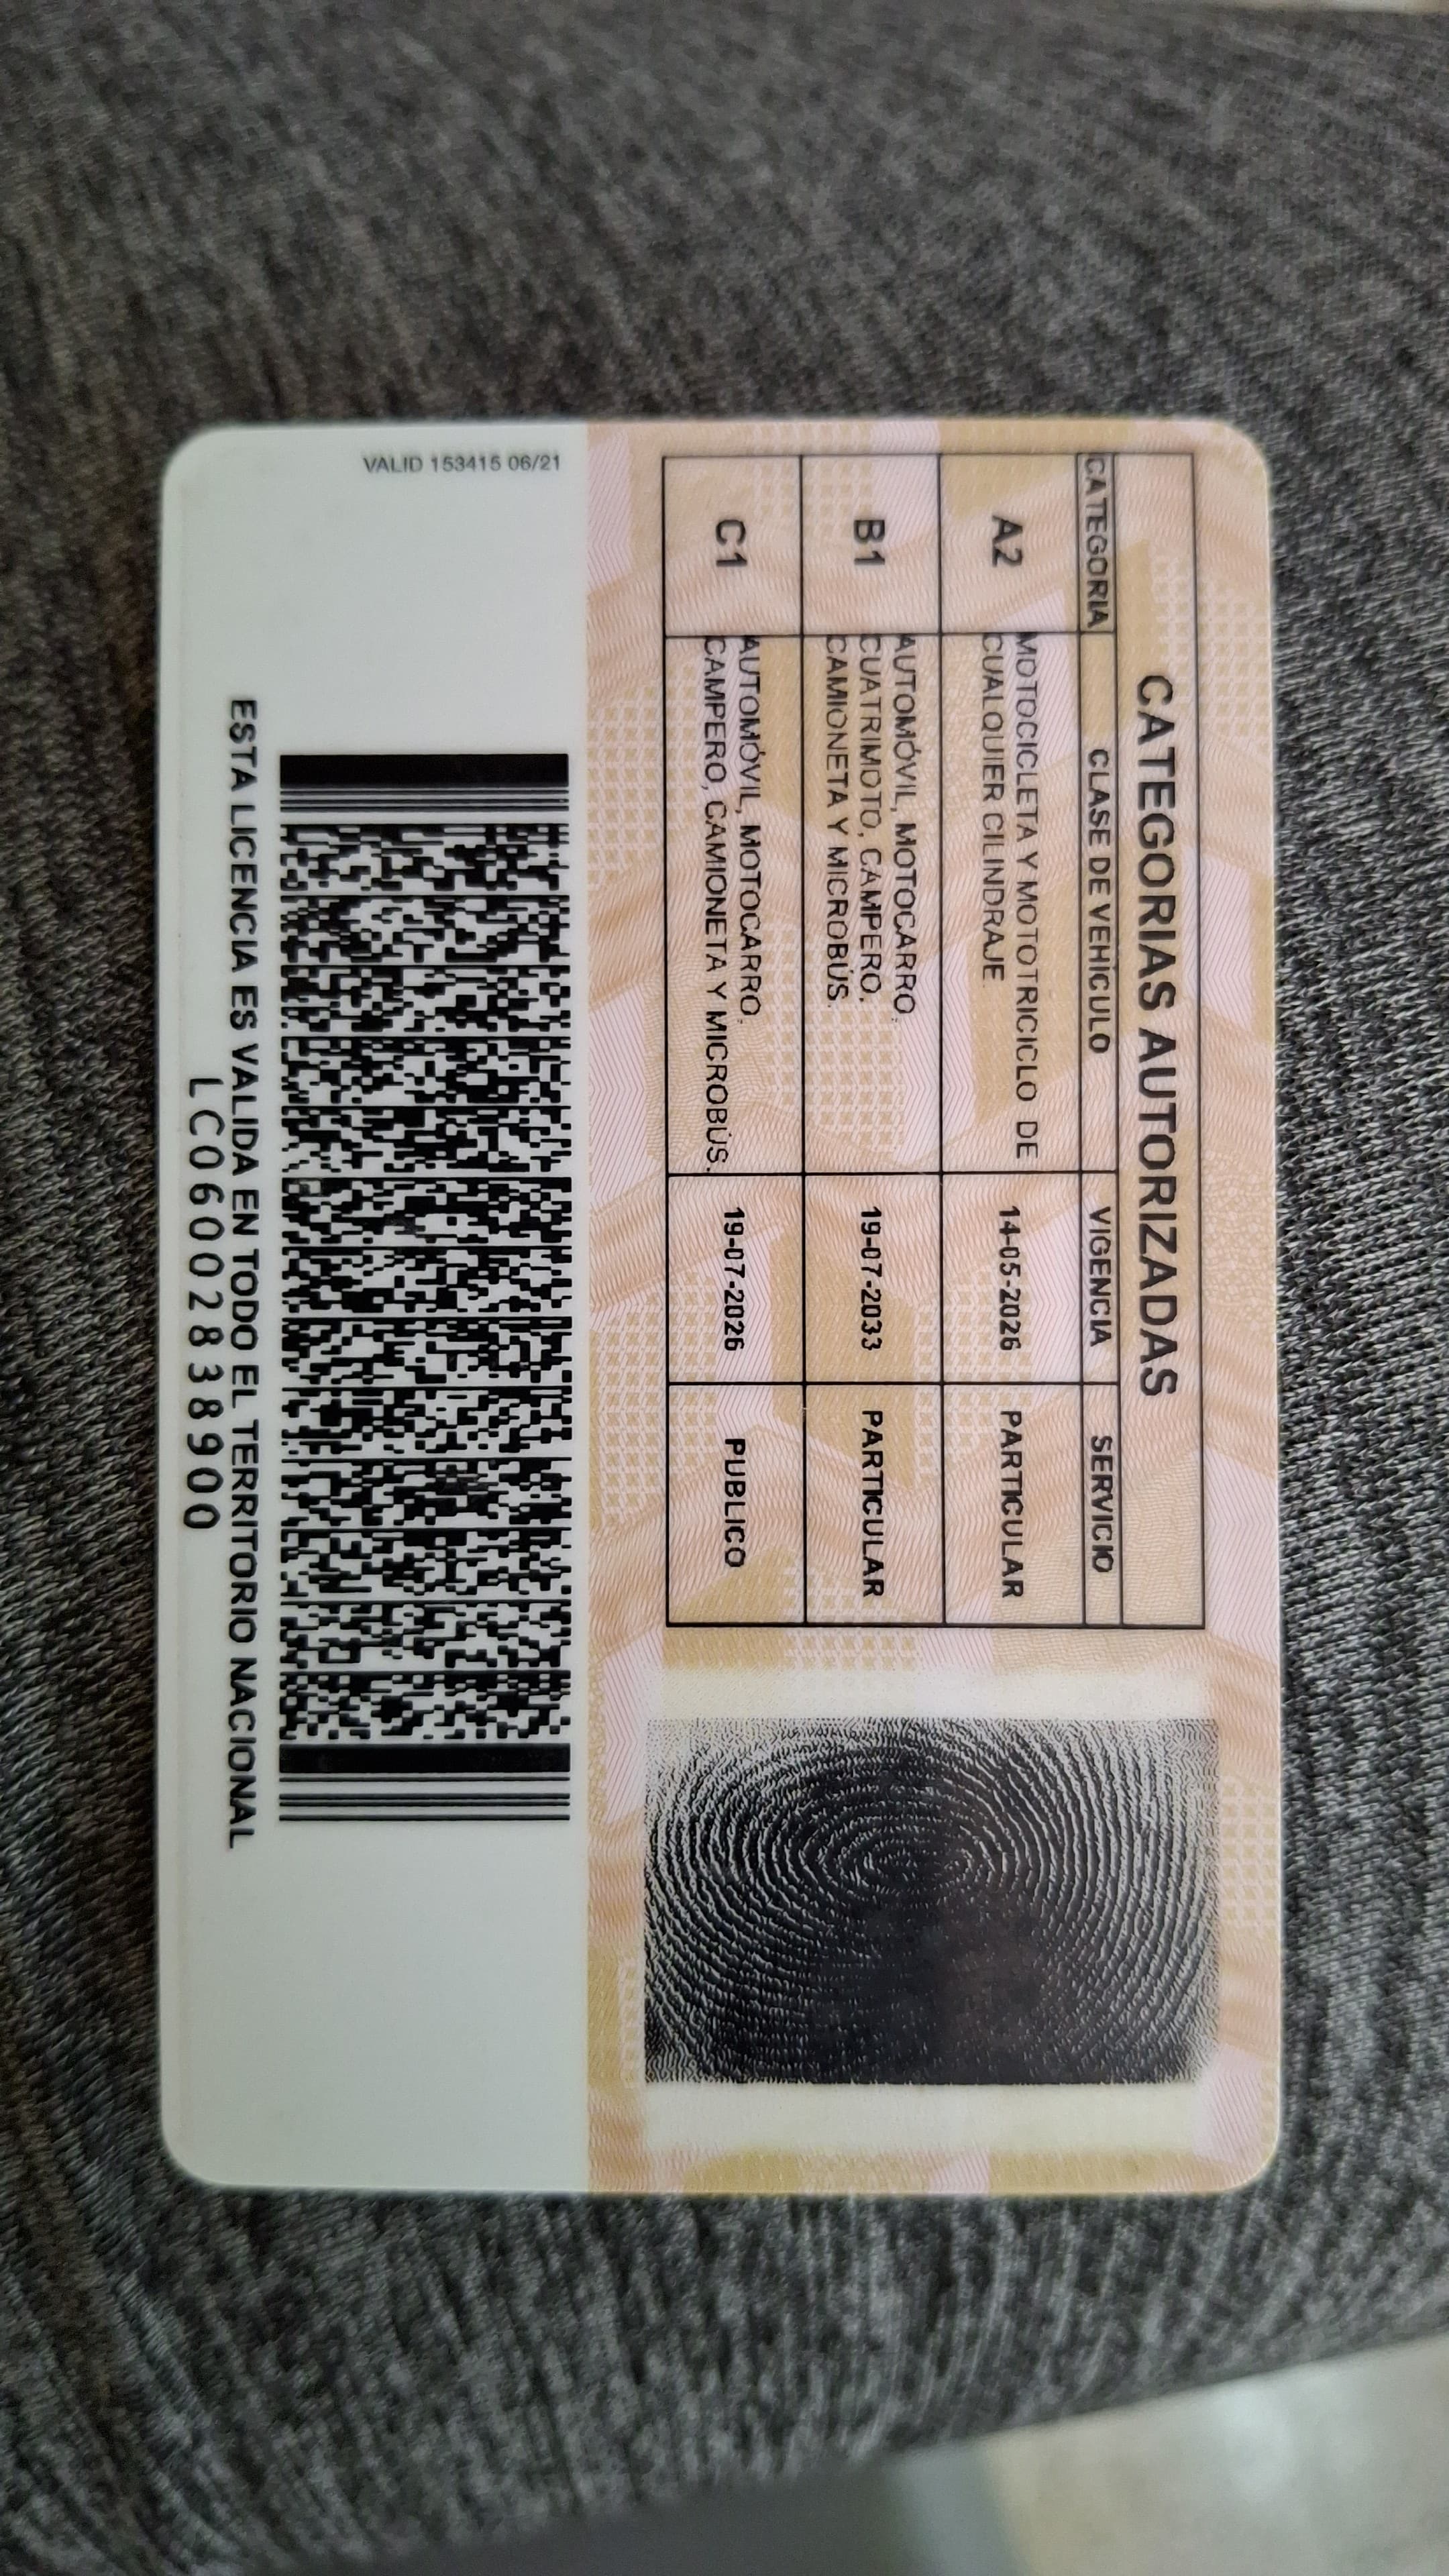 CATEGORIAS AUTORIZADAS
CATEGORIA CLASE DE VEHÍCULO VIGENCIA SERVICIO
A2 MOTOCICLETA Y MOTOTRICICLO DE CUALQUIER CILINDRAJE 14-05-2026 PARTICULAR
B1 AUTOMÓVIL, MOTOCARRO, CUATRIMOTO, CAMPERO, CAMIONETA Y MICROBÚS. 19-07-2033 PARTICULAR
C1 AUTOMÓVIL, MOTOCARRO, CAMPERO, CAMIONETA Y MICROBÚS. 19-07-2026 PUBLICO
VALID 153415 06/21
ESTA LICENCIA ES VALIDA EN TODO EL TERRITORIO NACIONAL
LC06002838900